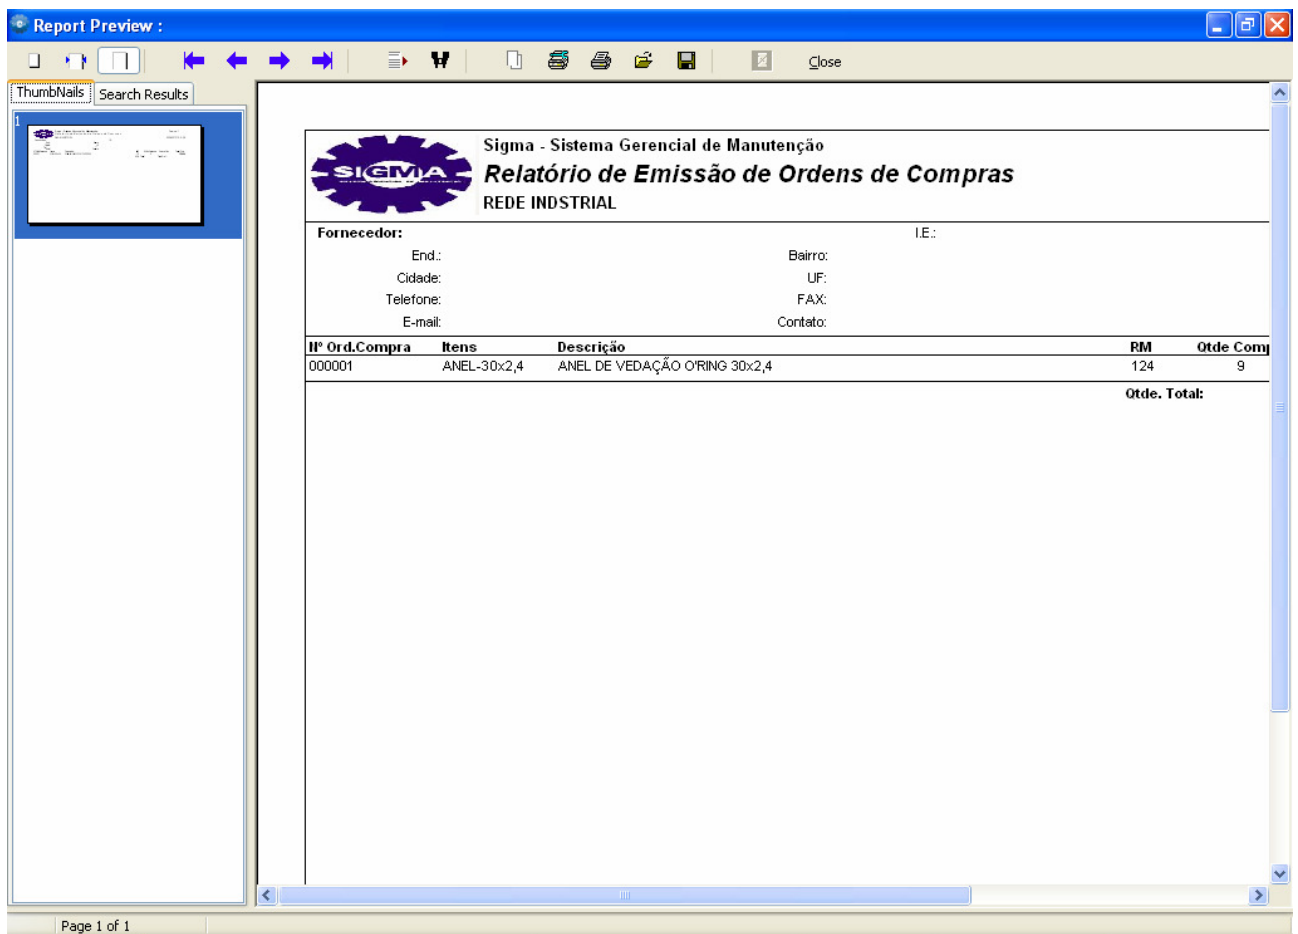 Report Preview :
Close
ThumbNails Search Results
1
SIGMA
Sigma - Sistema Gerencial de Manutenção
Relatório de Emissão de Ordens de Compras
REDE INDSTRIAL
Fornecedor: I.E.:
End.: Bairro:
Cidade: UF:
Telefone: FAX:
E-mail: Contato:
Nº Ord.Compra Itens Descrição RM Qtde Comp
000001 ANEL-30x2,4 ANEL DE VEDAÇÃO O'RING 30x2,4 124 9
Qtde. Total:
Page 1 of 1